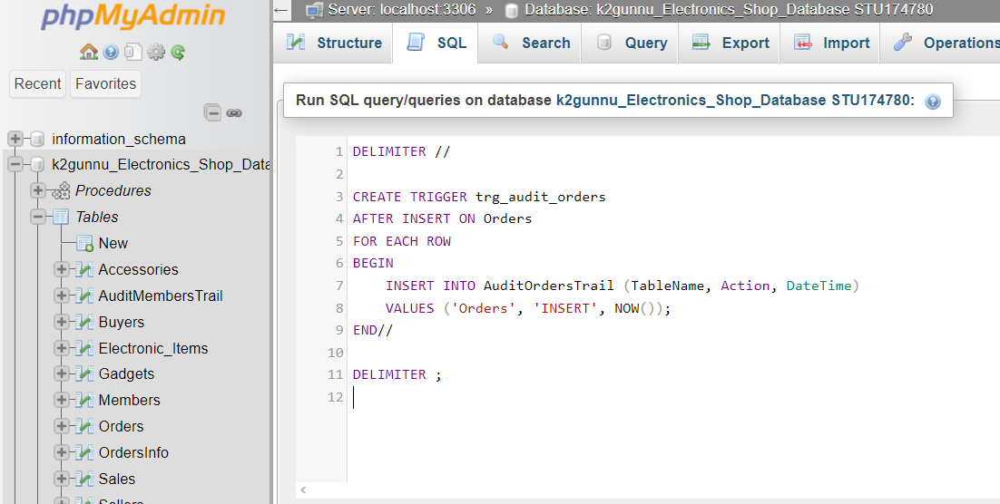 phpMyAdmin
Recent Favorites
information_schema
k2gunnu_Electronics_Shop_Data
Procedures
Tables
New
Accessories
AuditMembersTrail
Buyers
Electronic_Items
Gadgets
Members
Orders
OrdersInfo
Sales
Sellers
Server: localhost:3306 » Database: k2gunnu_Electronics_Shop_Database STU174780
Structure SQL Search Query Export Import Operations
Run SQL query/queries on database k2gunnu_Electronics_Shop_Database STU174780:
1 DELIMITER //
2
3 CREATE TRIGGER trg_audit_orders
4 AFTER INSERT ON Orders
5 FOR EACH ROW
6 BEGIN
7 INSERT INTO AuditOrdersTrail (TableName, Action, DateTime)
8 VALUES ('Orders', 'INSERT', NOW());
9 END//
10
11 DELIMITER ;
12